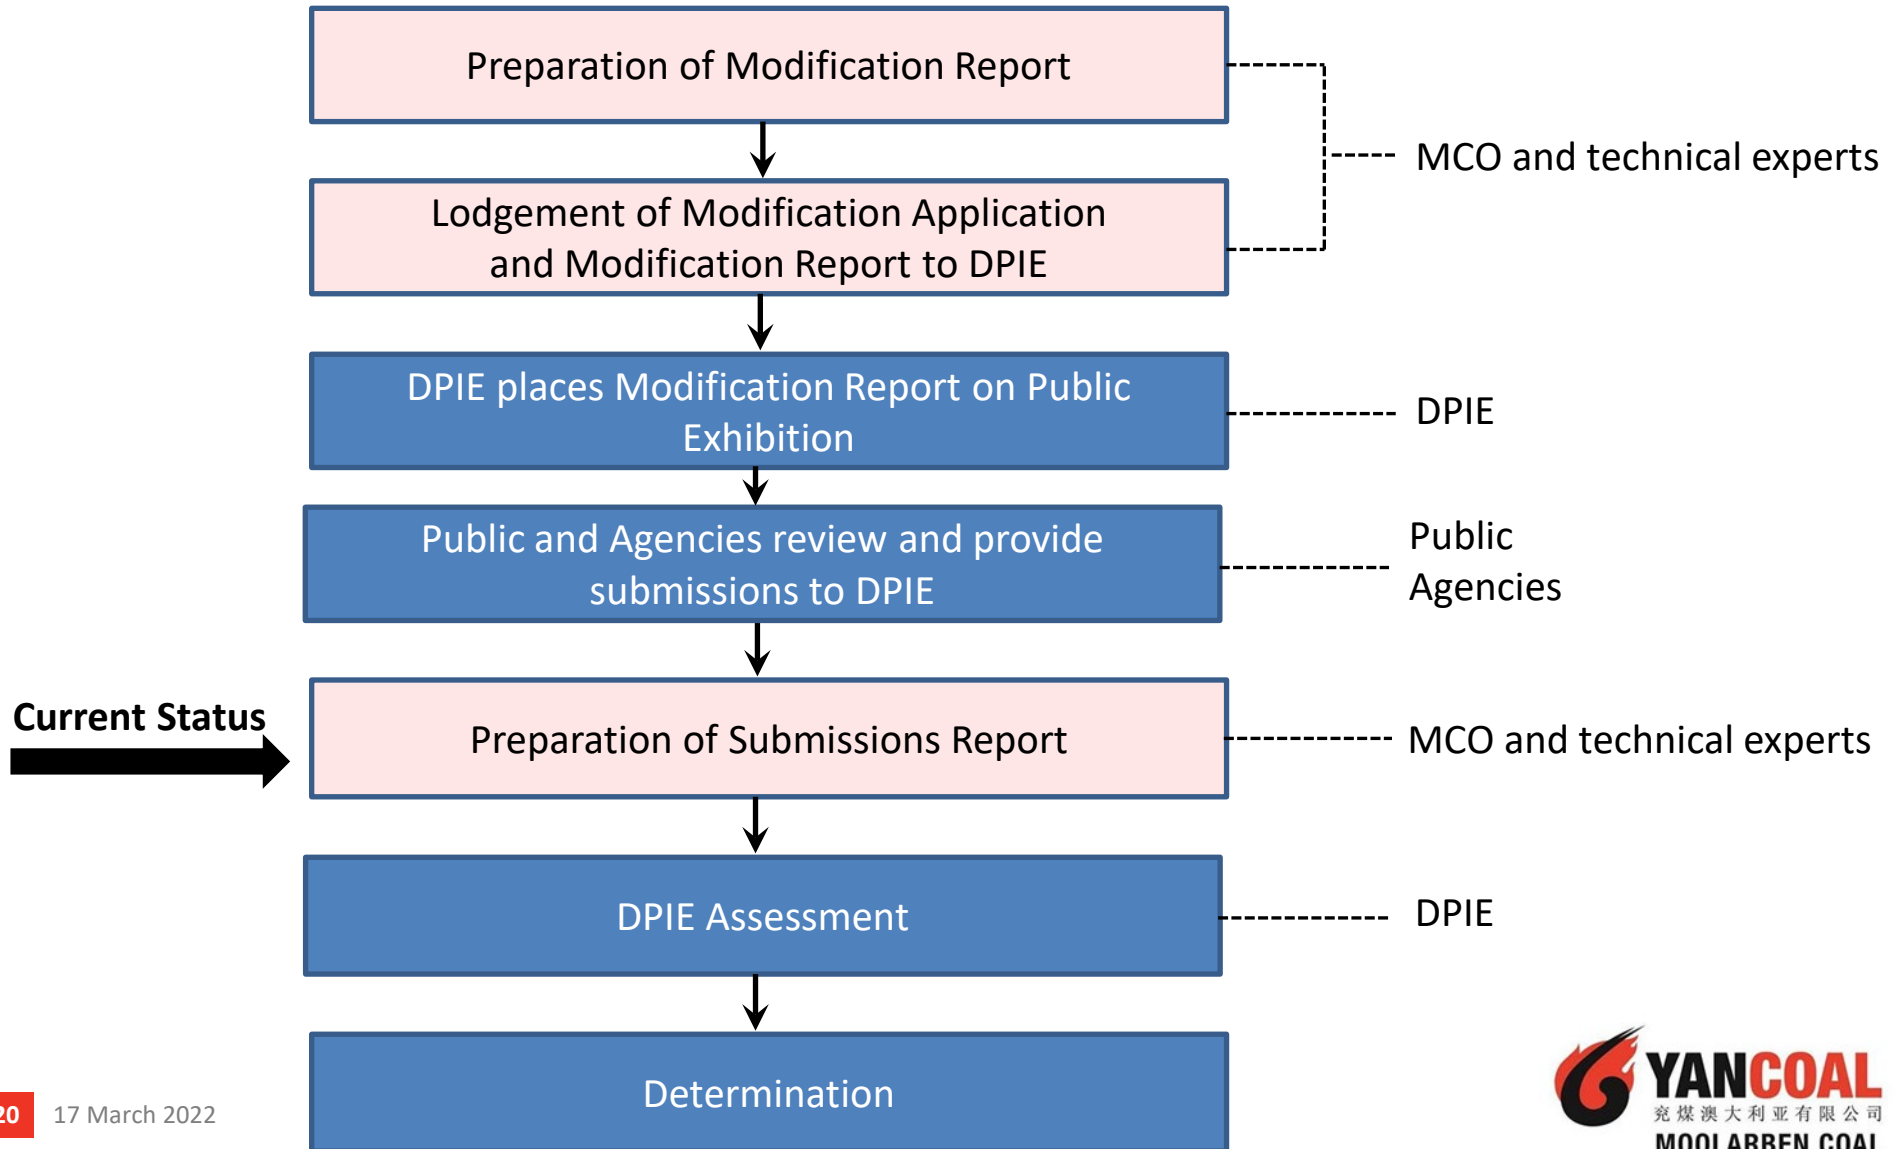 Preparation of Modification Report
MCO and technical experts
Lodgement of Modification Application
and Modification Report to DPIE
DPIE places Modification Report on Public
Exhibition
DPIE
Public and Agencies review and provide
submissions to DPIE
Public
Agencies
Current Status
Preparation of Submissions Report
MCO and technical experts
DPIE Assessment
DPIE
Determination
20 17 March 2022
YANCOAL
兖煤澳大利亚有限公司
MOOLARBEN COAL